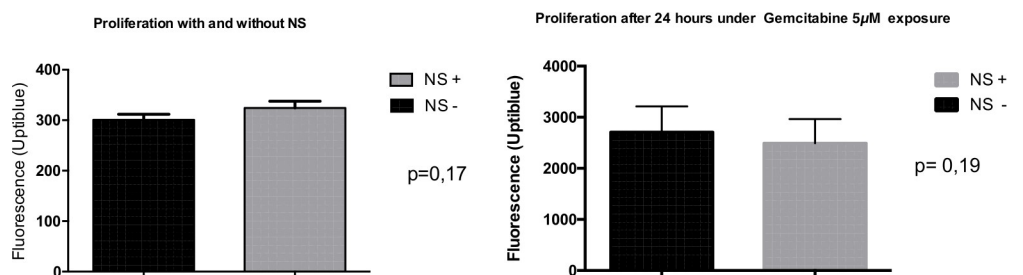 Proliferation with and without NS
Fluorescence (Uptiblue)
400
300
200
100
0
NS +
NS -
p=0,17
Proliferation after 24 hours under Gemcitabine 5µM exposure
Fluorescence (Uptiblue)
4000
3000
2000
1000
0
NS +
NS -
p= 0,19